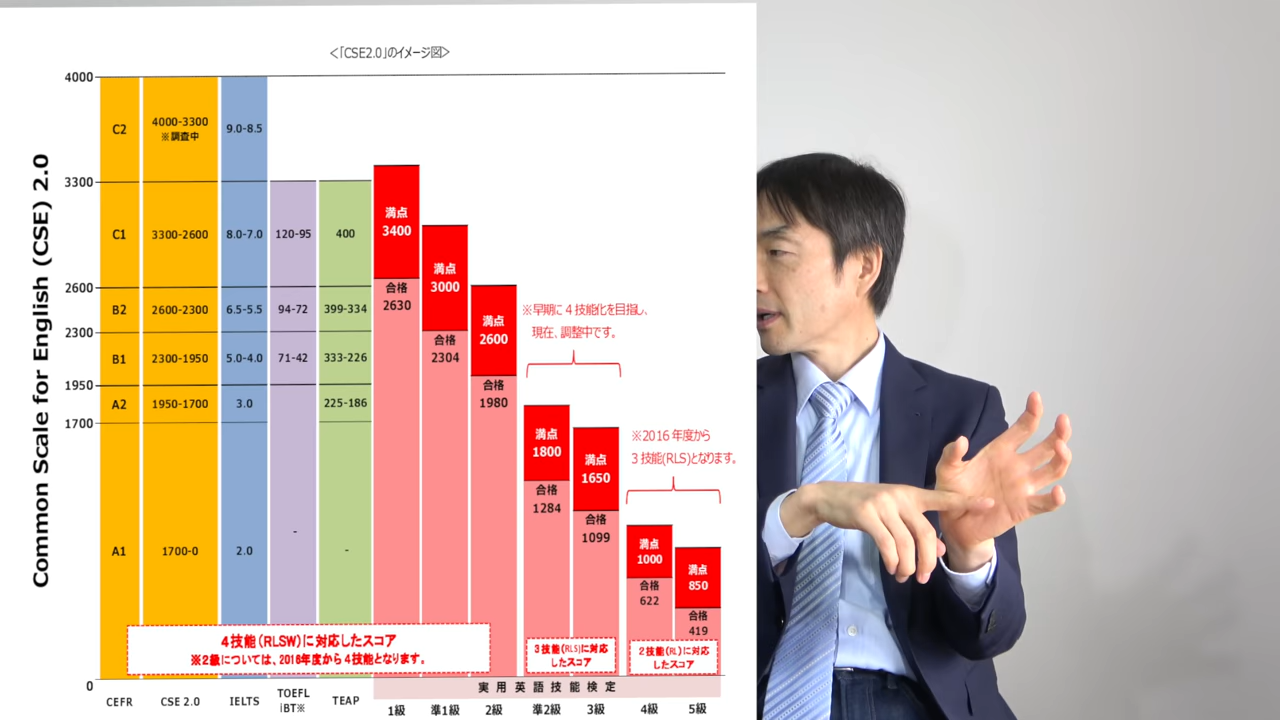 <「CSE2.0」のイメージ図>
Common Scale for English (CSE) 2.0
4000
3300
2600
2300
1950
1700
0
C2
4000-3300
※調査中
9.0-8.5
C1
3300-2600
8.0-7.0
120-95
400
B2
2600-2300
6.5-5.5
94-72
399-334
B1
2300-1950
5.0-4.0
71-42
333-226
A2
1950-1700
3.0
225-186
A1
1700-0
2.0
-
-
満点
3400
合格
2630
満点
3000
合格
2304
満点
2600
合格
1980
※早期に4技能化を目指し、
現在、調整中です。
満点
1800
合格
1284
満点
1650
合格
1099
※2016年度から
3技能(RLS)となります。
満点
1000
合格
622
満点
850
合格
419
4技能(RLSW)に対応したスコア
※2級については、2016年度から4技能となります。
3技能(RLS)に対応
したスコア
2技能(RL)に対応
したスコア
CEFR
CSE 2.0
IELTS
TOEFL
iBT※
TEAP
実用英語技能検定
1級
準1級
2級
準2級
3級
4級
5級